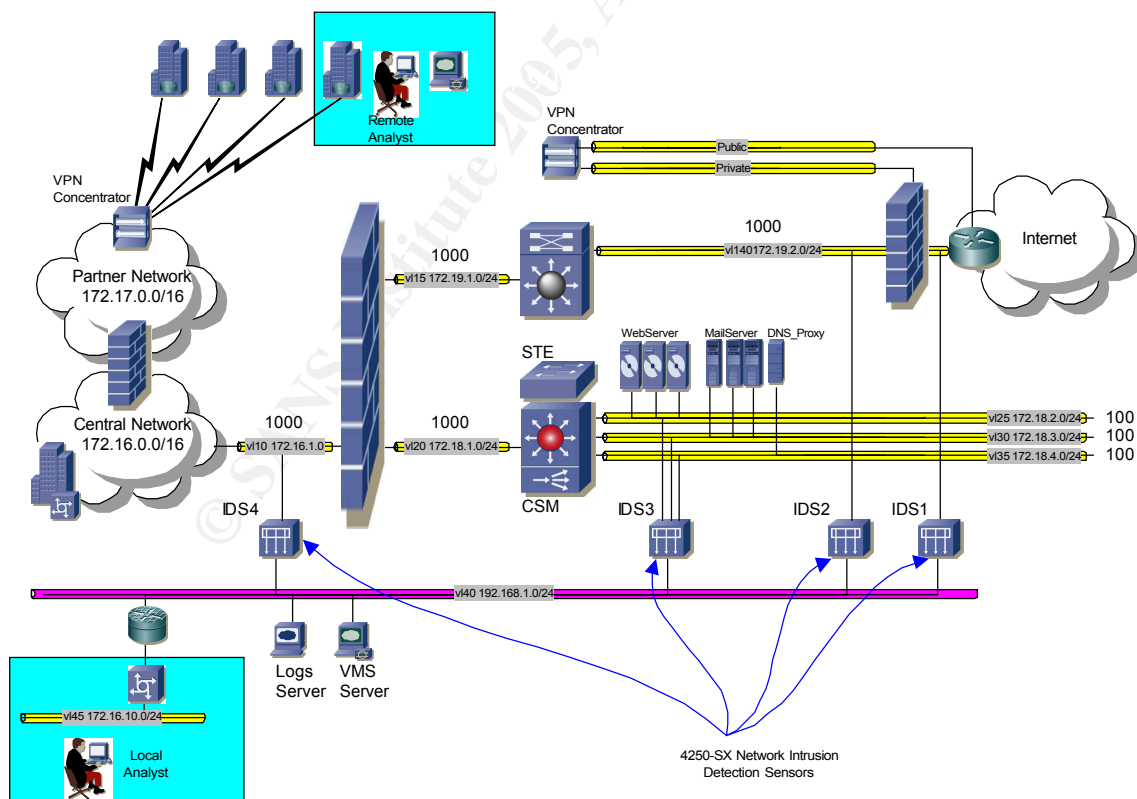 Remote
Analyst
VPN
Concentrator
Public
Private
VPN
Concentrator
1000
1000
vl140172.19.2.0/24
vl15 172.19.1.0/24
Internet
Partner Network
172.17.0.0/16
WebServer
MailServer
DNS_Proxy
STE
Central Network
172.16.0.0/16
1000
1000
vl10 172.16.1.0
vl20 172.18.1.0/24
vl25 172.18.2.0/24
100
vl30 172.18.3.0/24
100
vl35 172.18.4.0/24
100
CSM
IDS4
IDS3
IDS2
IDS1
vl40 192.168.1.0/24
Logs
Server
VMS
Server
vl45 172.16.10.0/24
Local
Analyst
4250-SX Network Intrusion
Detection Sensors
© SANS Institute 2005, A